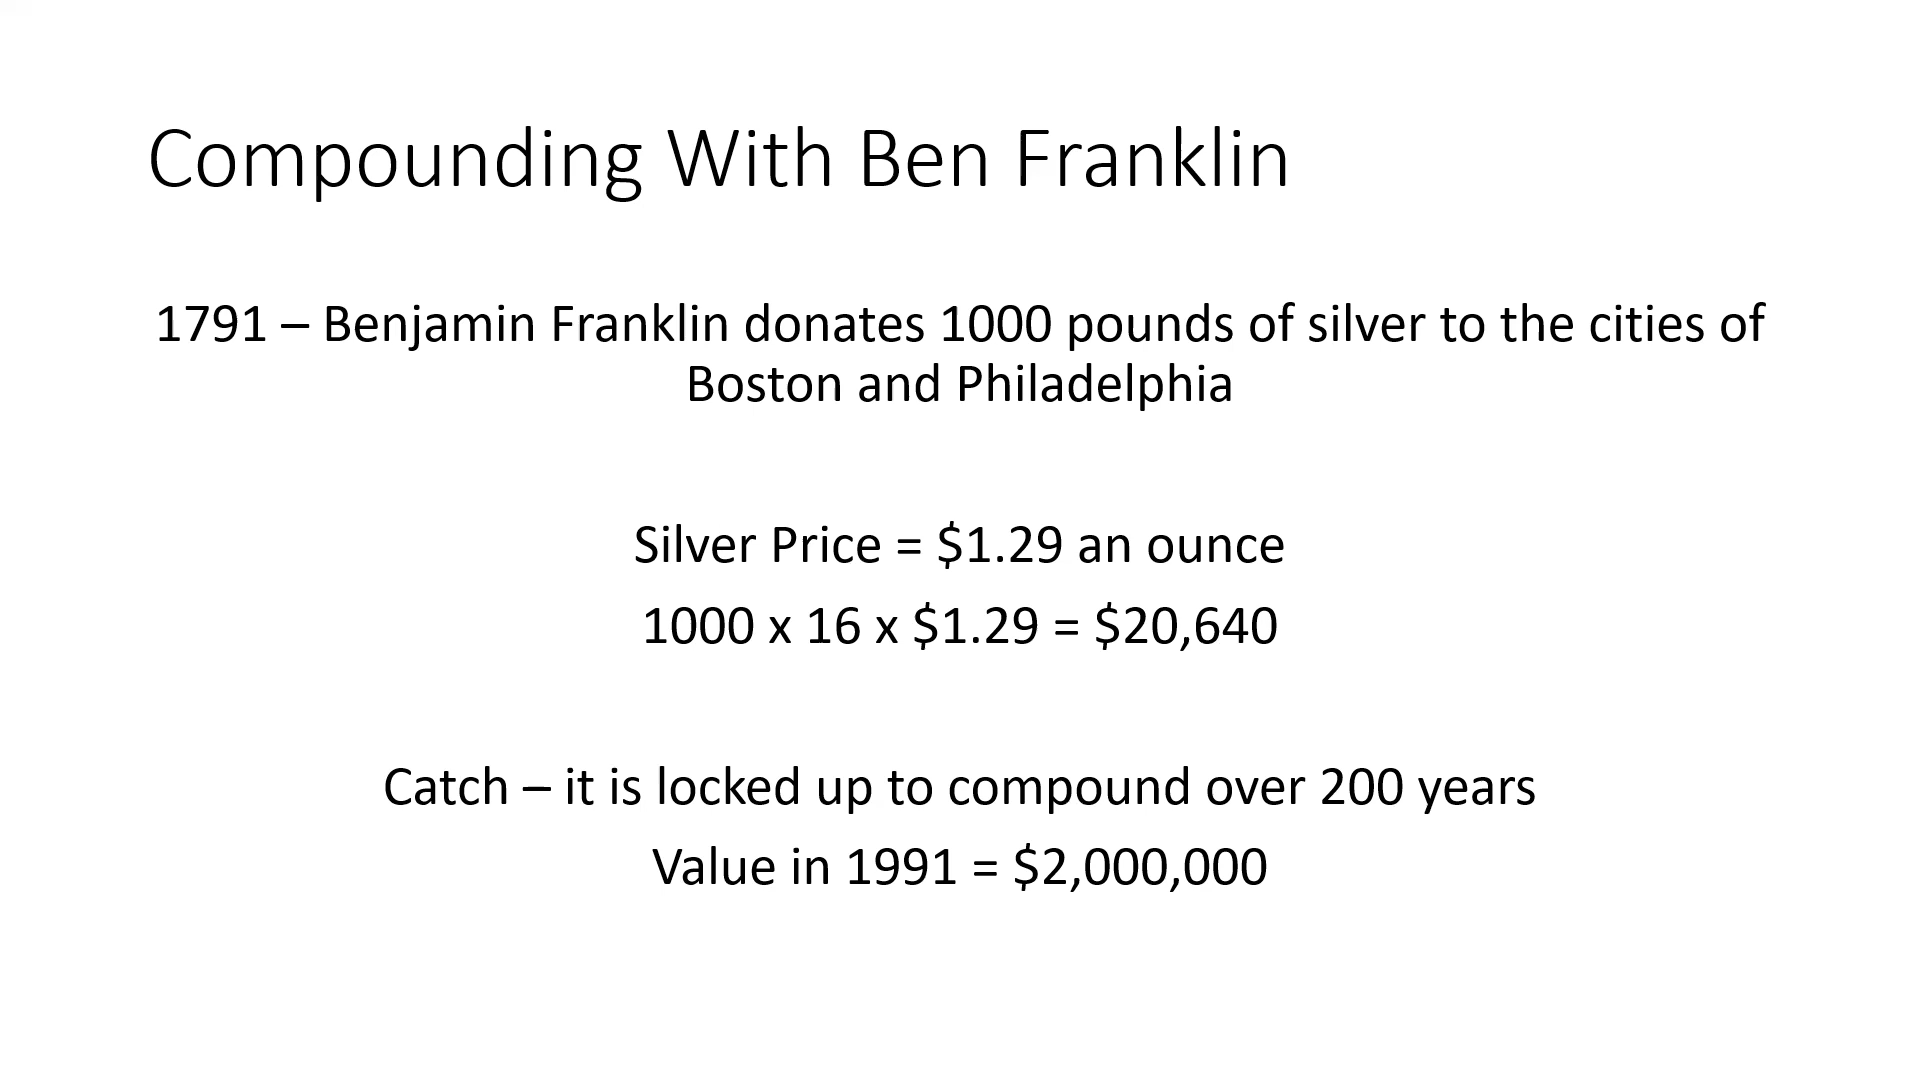 Compounding With Ben Franklin
1791 – Benjamin Franklin donates 1000 pounds of silver to the cities of
Boston and Philadelphia
Silver Price = $1.29 an ounce
1000 x 16 x $1.29 = $20,640
Catch – it is locked up to compound over 200 years
Value in 1991 = $2,000,000